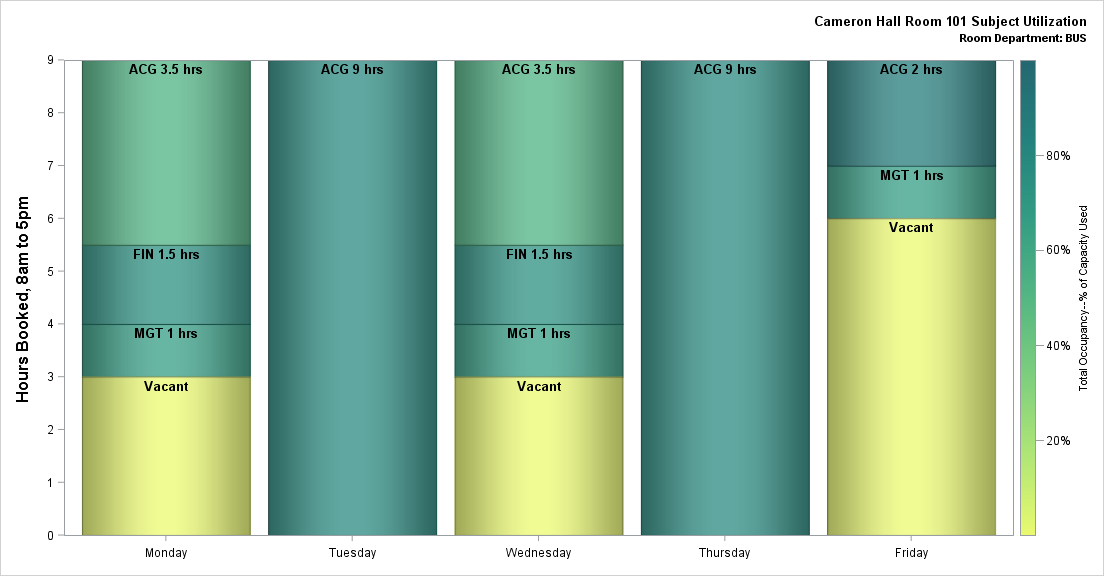 Cameron Hall Room 101 Subject Utilization
Room Department: BUS
Hours Booked, 8am to 5pm
9
8
7
6
5
4
3
2
1
0
ACG 3.5 hrs
FIN 1.5 hrs
MGT 1 hrs
Vacant
ACG 9 hrs
ACG 3.5 hrs
FIN 1.5 hrs
MGT 1 hrs
Vacant
ACG 9 hrs
ACG 2 hrs
MGT 1 hrs
Vacant
Monday
Tuesday
Wednesday
Thursday
Friday
80%
60%
40%
20%
Total Occupancy--% of Capacity Used